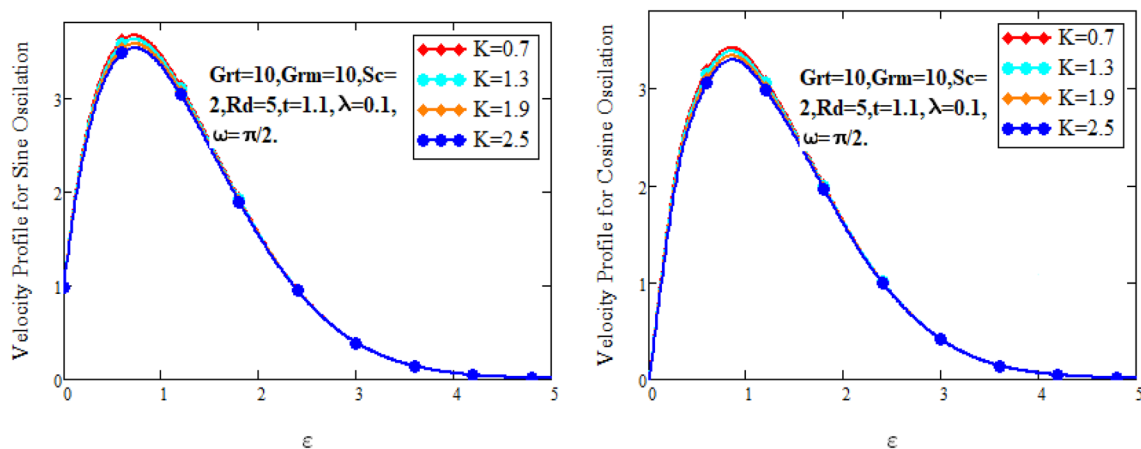 Velocity Profile for Sine Oscilation
3
2
1
0
0
1
2
3
4
5
ε
K=0.7
K=1.3
K=1.9
K=2.5
Grt=10,Grm=10,Sc=
2,Rd=5,t=1.1,λ=0.1,
ω=π/2.
Velocity Profile for Cosine Oscilation
3
2
1
0
0
1
2
3
4
5
ε
K=0.7
K=1.3
K=1.9
K=2.5
Grt=10,Grm=10,Sc=
2,Rd=5,t=1.1,λ=0.1,
ω=π/2.